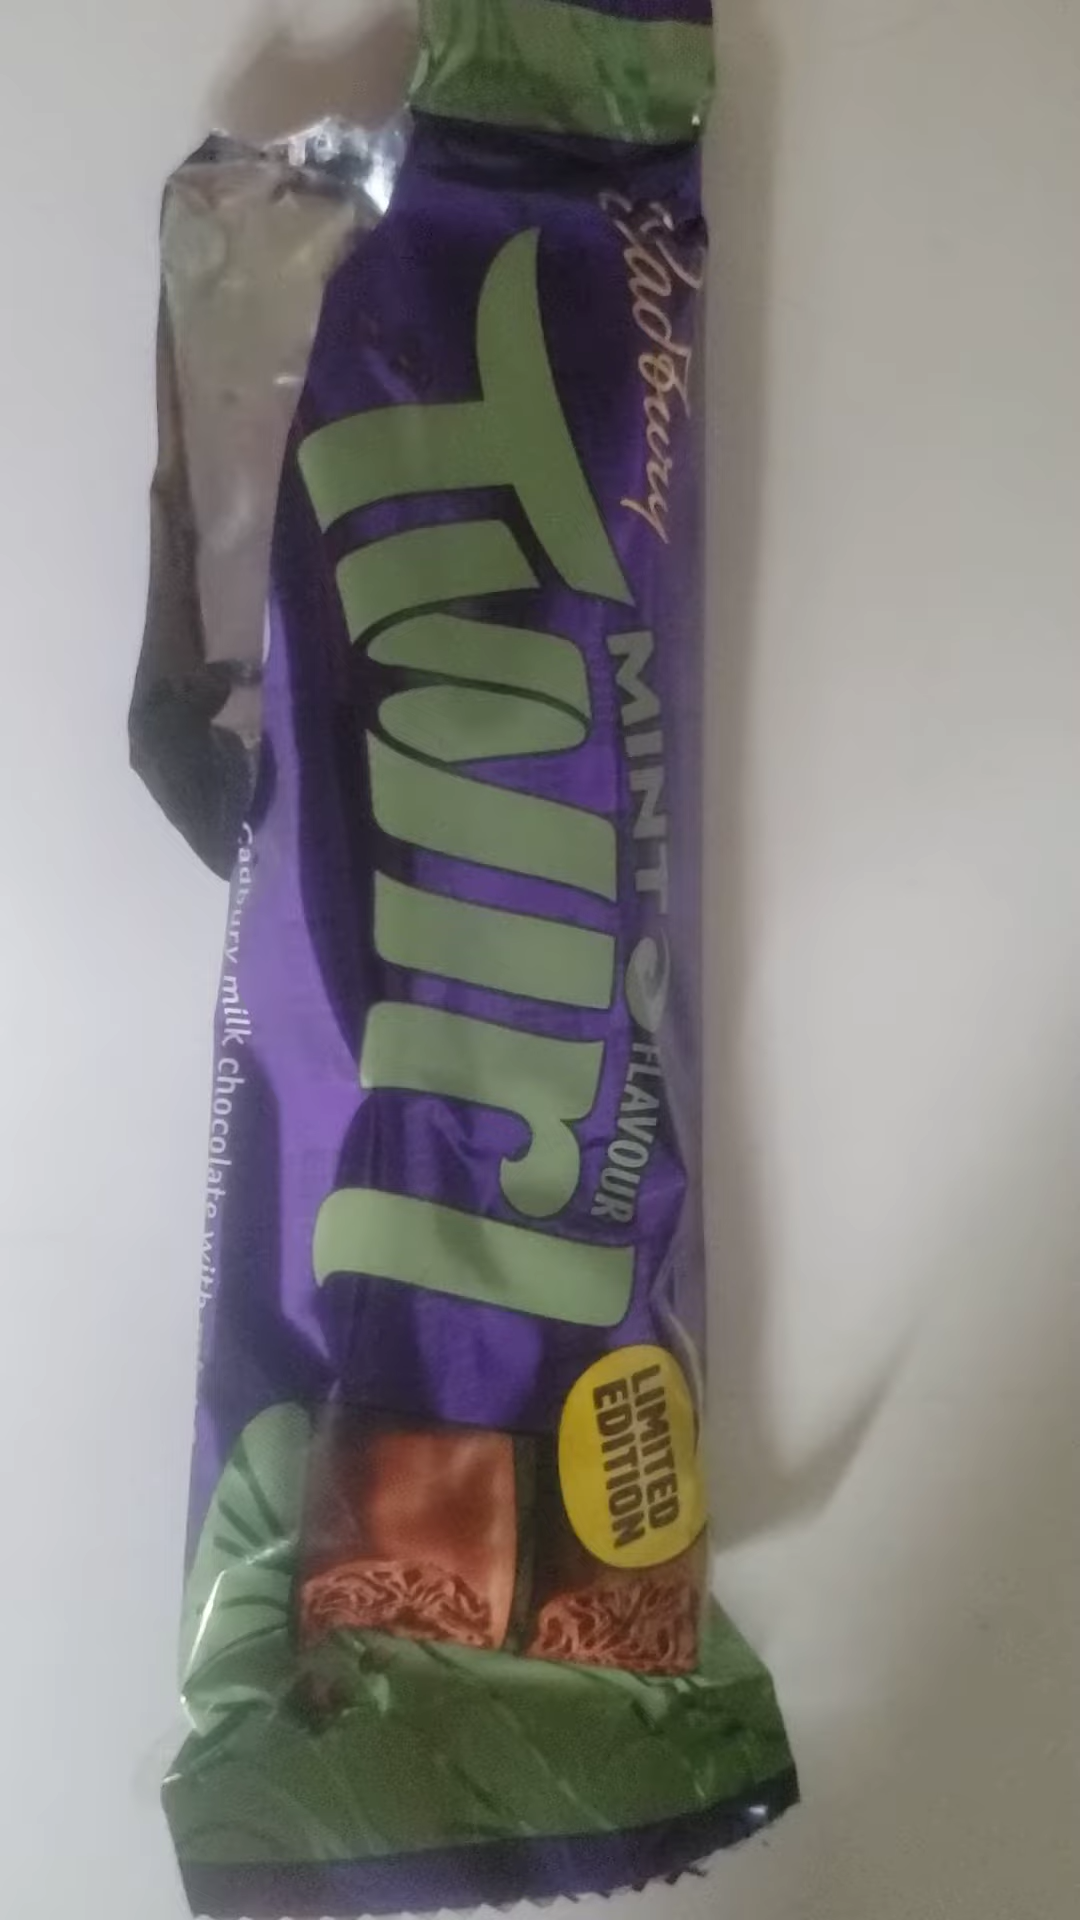 Cadbury
Twirl
MINT FLAVOUR
LIMITED
EDITION
Cadbury milk chocolate with